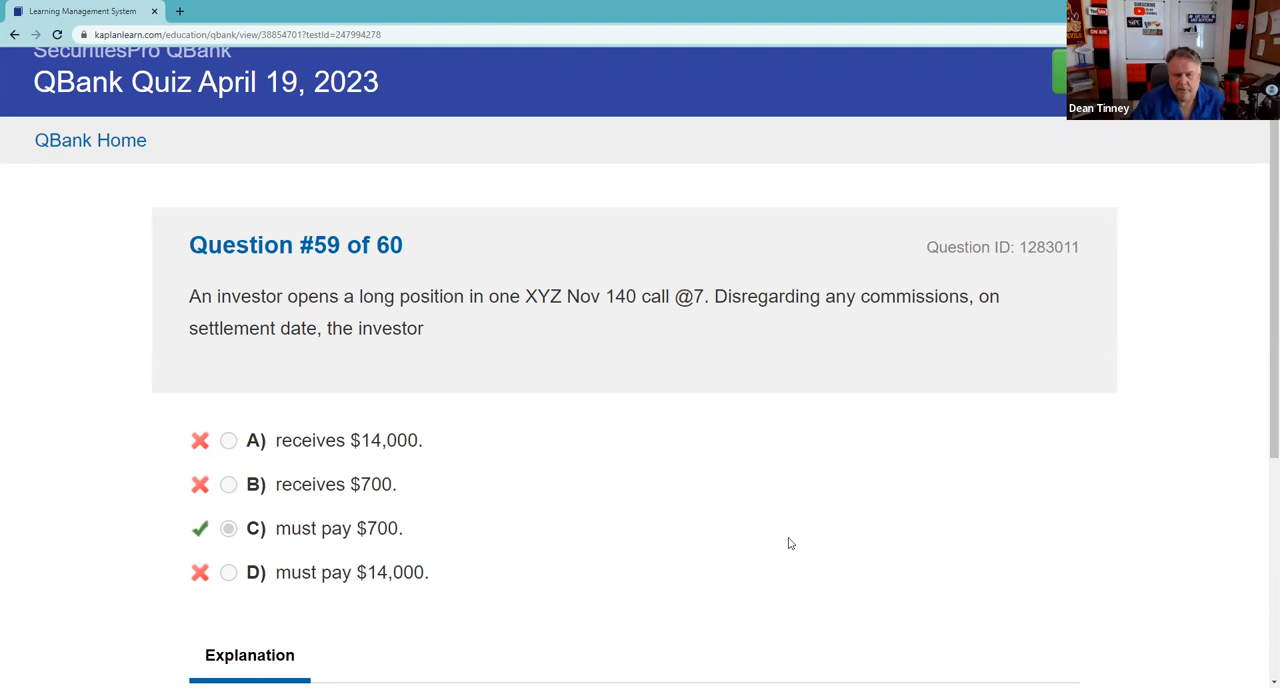 Learning Management System
kaplanlearn.com/education/qbank/view/38854701?testId=247994278
SecuritiesPro QBank
QBank Quiz April 19, 2023
SUBSCRIBE
ON AIR
Dean Tinney
QBank Home
Question #59 of 60
Question ID: 1283011
An investor opens a long position in one XYZ Nov 140 call @7. Disregarding any commissions, on
settlement date, the investor
A) receives $14,000.
B) receives $700.
C) must pay $700.
D) must pay $14,000.
Explanation